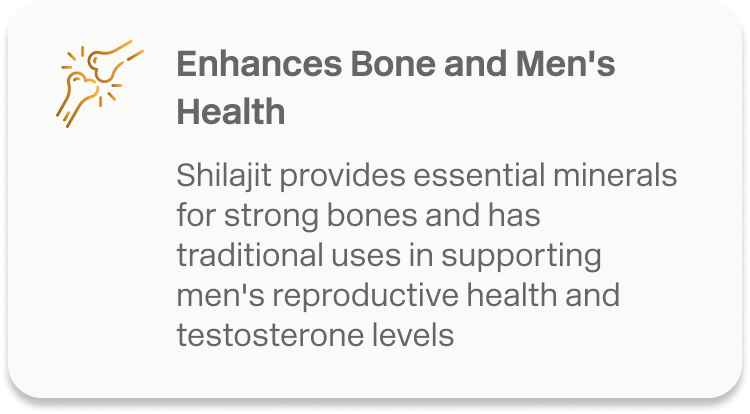 Enhances Bone and Men's
Health
Shilajit provides essential minerals
for strong bones and has
traditional uses in supporting
men's reproductive health and
testosterone levels